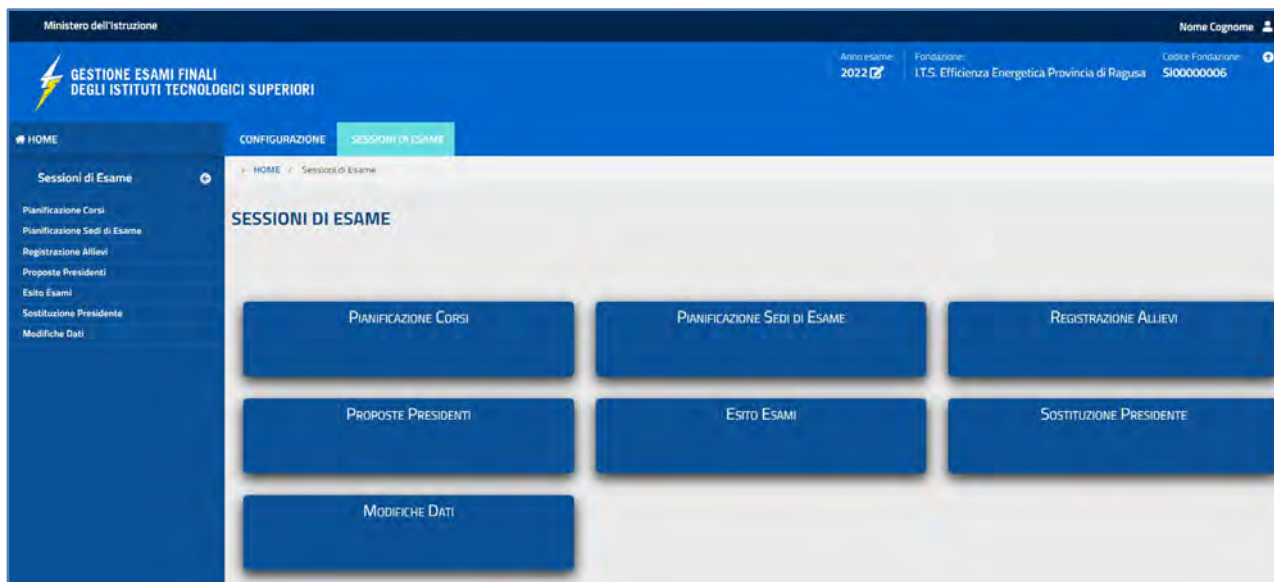 Ministero dell'Istruzione
Nome Cognome
GESTIONE ESAMI FINALI
DEGLI ISTITUTI TECNOLOGICI SUPERIORI
Anno esame:
2022
Fondazione:
I.T.S. Efficienza Energetica Provincia di Ragusa
Codice Fondazione:
SI00000006
HOME
CONFIGURAZIONE
SESSIONI DI ESAME
Sessioni di Esame
HOME / Sessioni di Esame
Pianificazione Corsi
Pianificazione Sedi di Esame
Registrazione Allievi
Proposte Presidenti
Esito Esami
Sostituzione Presidente
Modifiche Dati
SESSIONI DI ESAME
Pianificazione Corsi
Pianificazione Sedi di Esame
Registrazione Allievi
Proposte Presidenti
Esito Esami
Sostituzione Presidente
Modifiche Dati